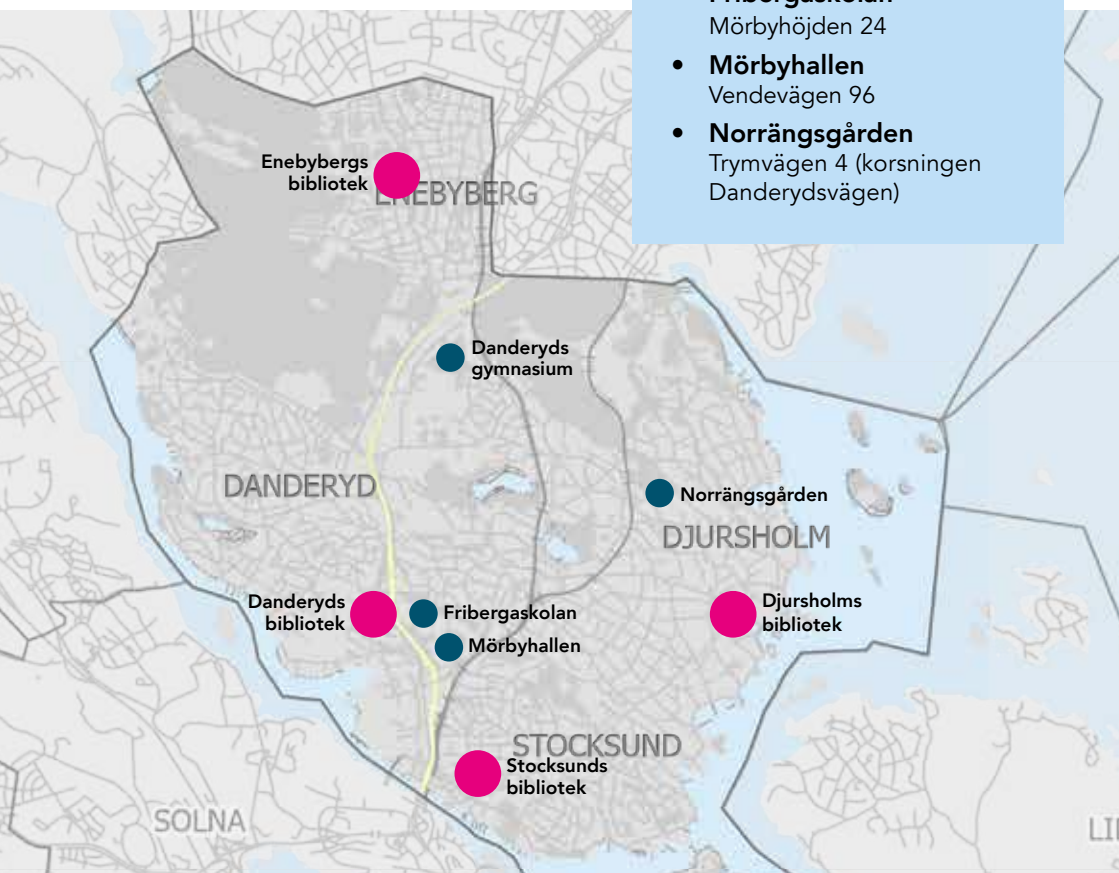 Fribergaskolan
Mörbyhöjden 24
• Mörbyhallen
Vendevägen 96
• Norrängsgården
Trymvägen 4 (korsningen
Danderydsvägen)
Enebybergs
bibliotek
ENEBYBERG
Danderyds
gymnasium
DANDERYD
Norrängsgården
DJURSHOLM
Danderyds
bibliotek
Fribergaskolan
Mörbyhallen
Djursholms
bibliotek
STOCKSUND
Stocksunds
bibliotek
SOLNA